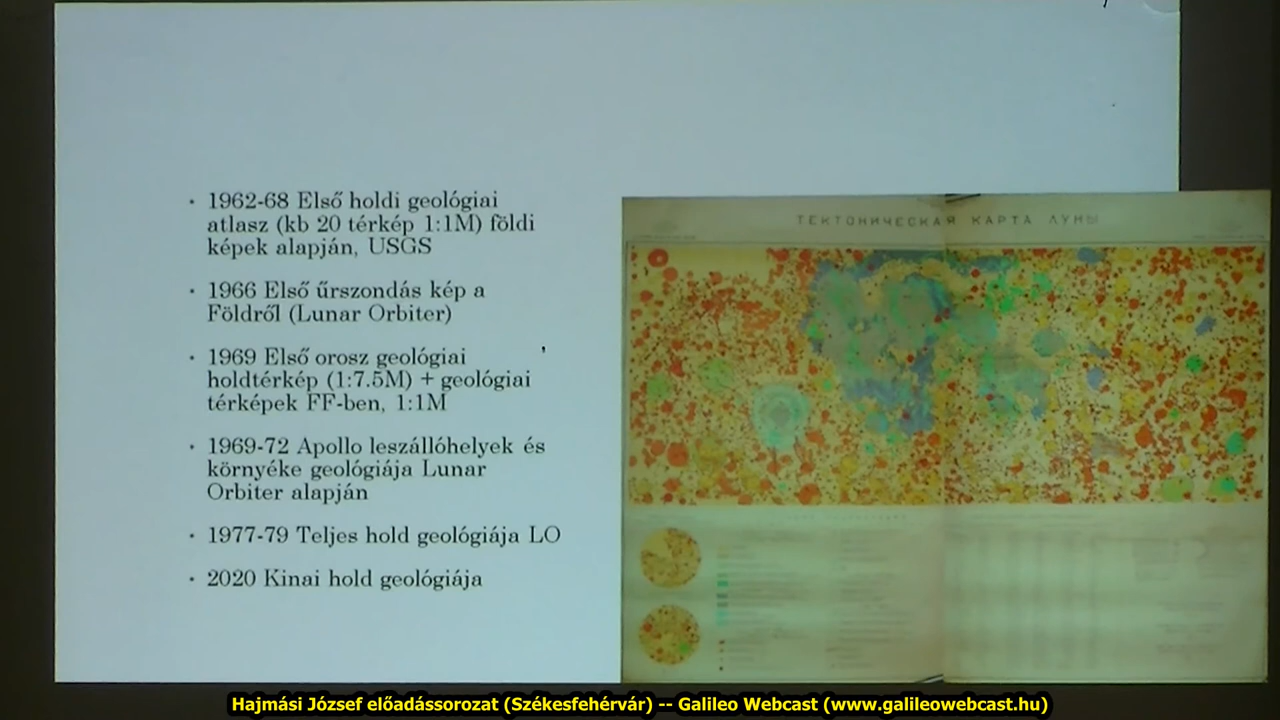 • 1962-68 Első holdi geológiai
atlasz (kb 20 térkép 1:1M) földi
képek alapján, USGS
• 1966 Első űrszondás kép a
Földről (Lunar Orbiter)
• 1969 Első orosz geológiai
holdtérkép (1:7.5M) + geológiai
térképek FF-ben, 1:1M
• 1969-72 Apollo leszállóhelyek és
környéke geológiája Lunar
Orbiter alapján
• 1977-79 Teljes hold geológiája LO
• 2020 Kinai hold geológiája
ТЕКТОНИЧЕСКАЯ КАРТА ЛУНЫ
Hajmási József előadássorozat (Székesfehérvár) -- Galileo Webcast (www.galileowebcast.hu)